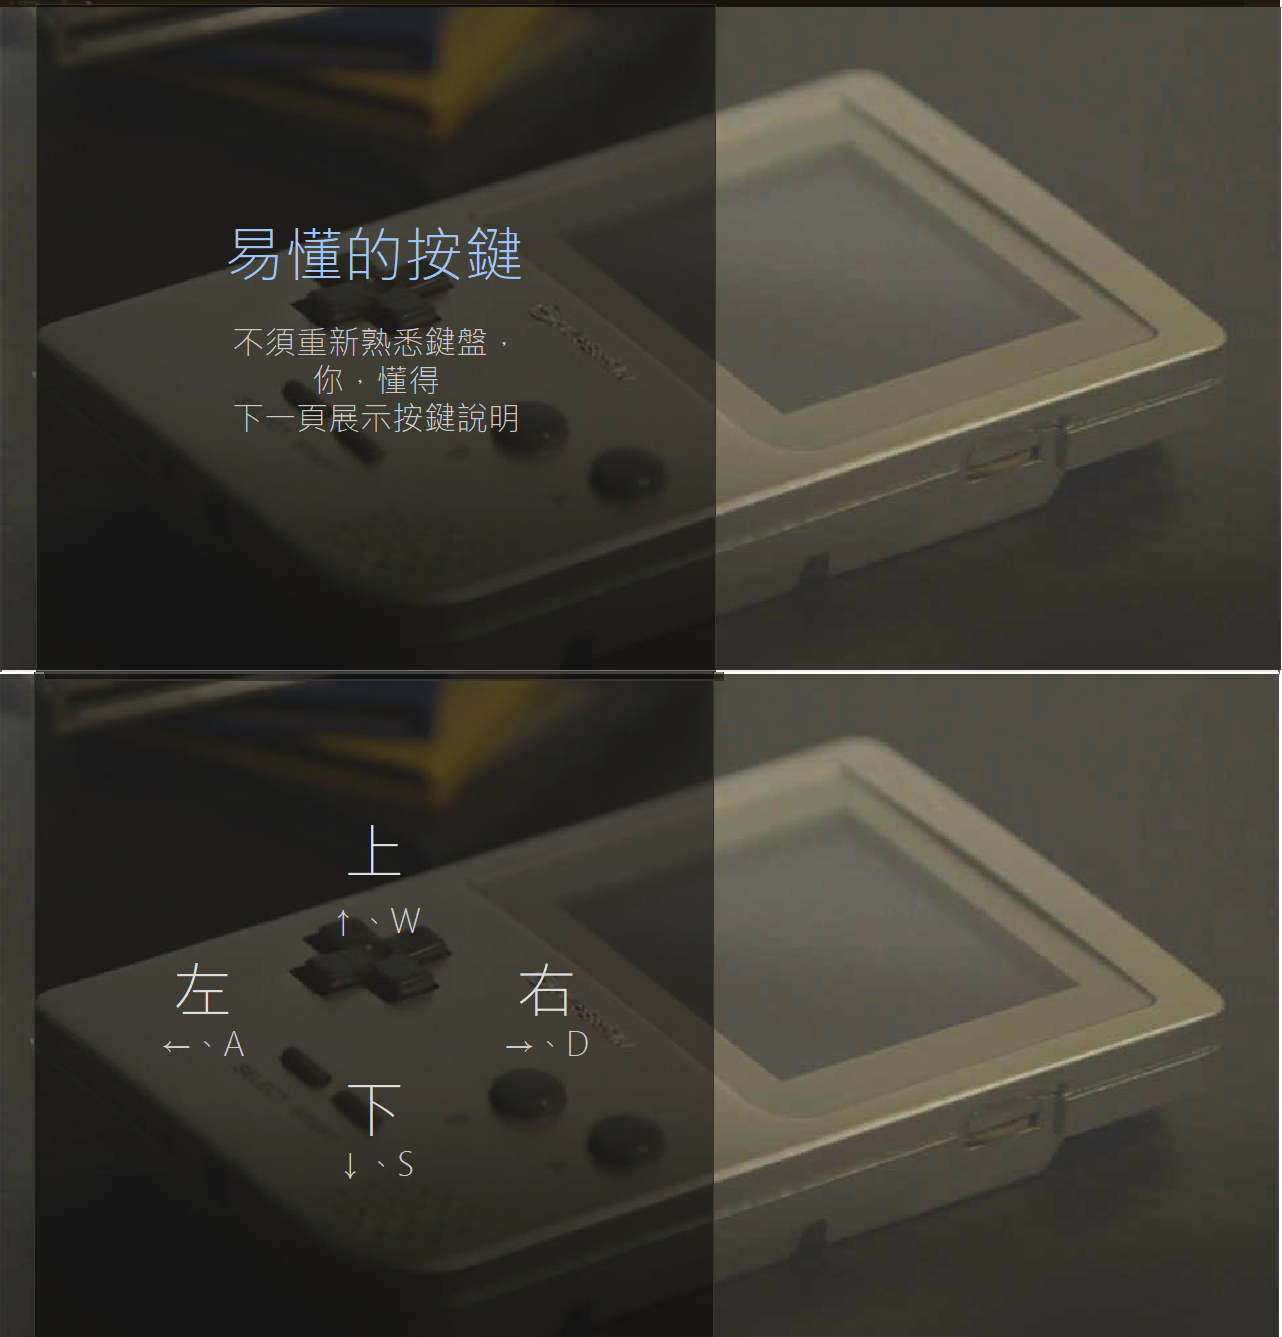 易懂的按鍵
不須重新熟悉鍵盤，
你，懂得
下一頁展示按鍵說明
上
↑、W
左
←、A
右
→、D
下
↓、S
SELECT